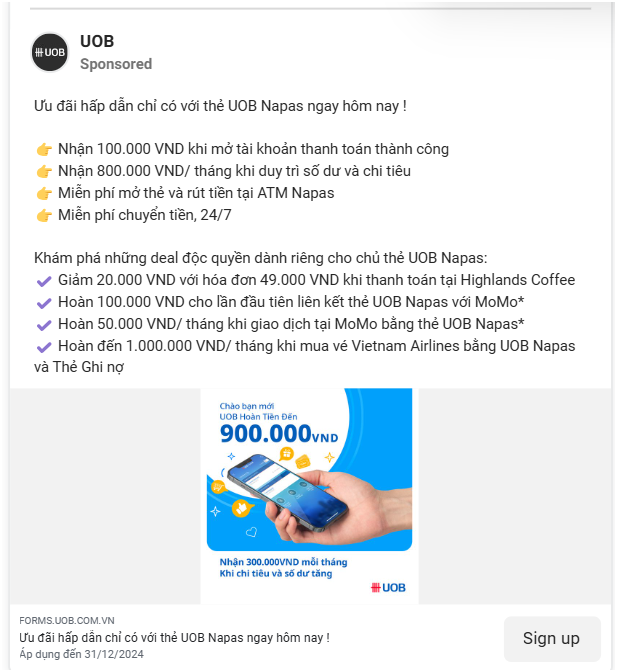 UOB
UOB
Sponsored
Ưu đãi hấp dẫn chỉ có với thẻ UOB Napas ngay hôm nay !
👉 Nhận 100.000 VND khi mở tài khoản thanh toán thành công
👉 Nhận 800.000 VND/ tháng khi duy trì số dư và chi tiêu
👉 Miễn phí mở thẻ và rút tiền tại ATM Napas
👉 Miễn phí chuyển tiền, 24/7
Khám phá những deal độc quyền dành riêng cho chủ thẻ UOB Napas:
✔ Giảm 20.000 VND với hóa đơn 49.000 VND khi thanh toán tại Highlands Coffee
✔ Hoàn 100.000 VND cho lần đầu tiên liên kết thẻ UOB Napas với MoMo*
✔ Hoàn 50.000 VND/ tháng khi giao dịch tại MoMo bằng thẻ UOB Napas*
✔ Hoàn đến 1.000.000 VND/ tháng khi mua vé Vietnam Airlines bằng UOB Napas
và Thẻ Ghi nợ
Chào bạn mới
UOB Hoàn Tiền Đến
900.000VND
Nhận 300.000VND mỗi tháng
Khi chi tiêu và số dư tăng
UOB
FORMS.UOB.COM.VN
Ưu đãi hấp dẫn chỉ có với thẻ UOB Napas ngay hôm nay !
Áp dụng đến 31/12/2024
Sign up